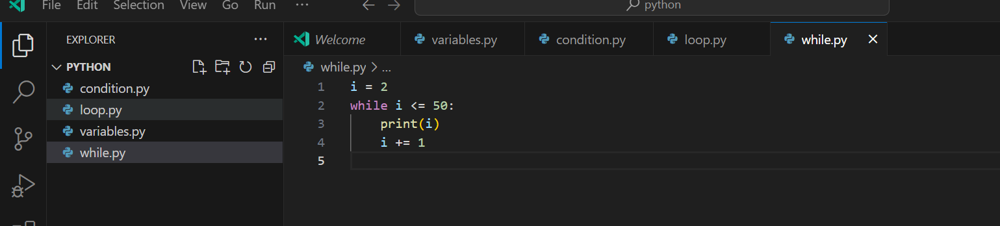 File Edit Selection View Go Run ···
python
EXPLORER ···
Welcome variables.py condition.py loop.py while.py
PYTHON
condition.py
loop.py
variables.py
while.py
while.py > ...
1 i = 2
2 while i <= 50:
3     print(i)
4     i += 1
5